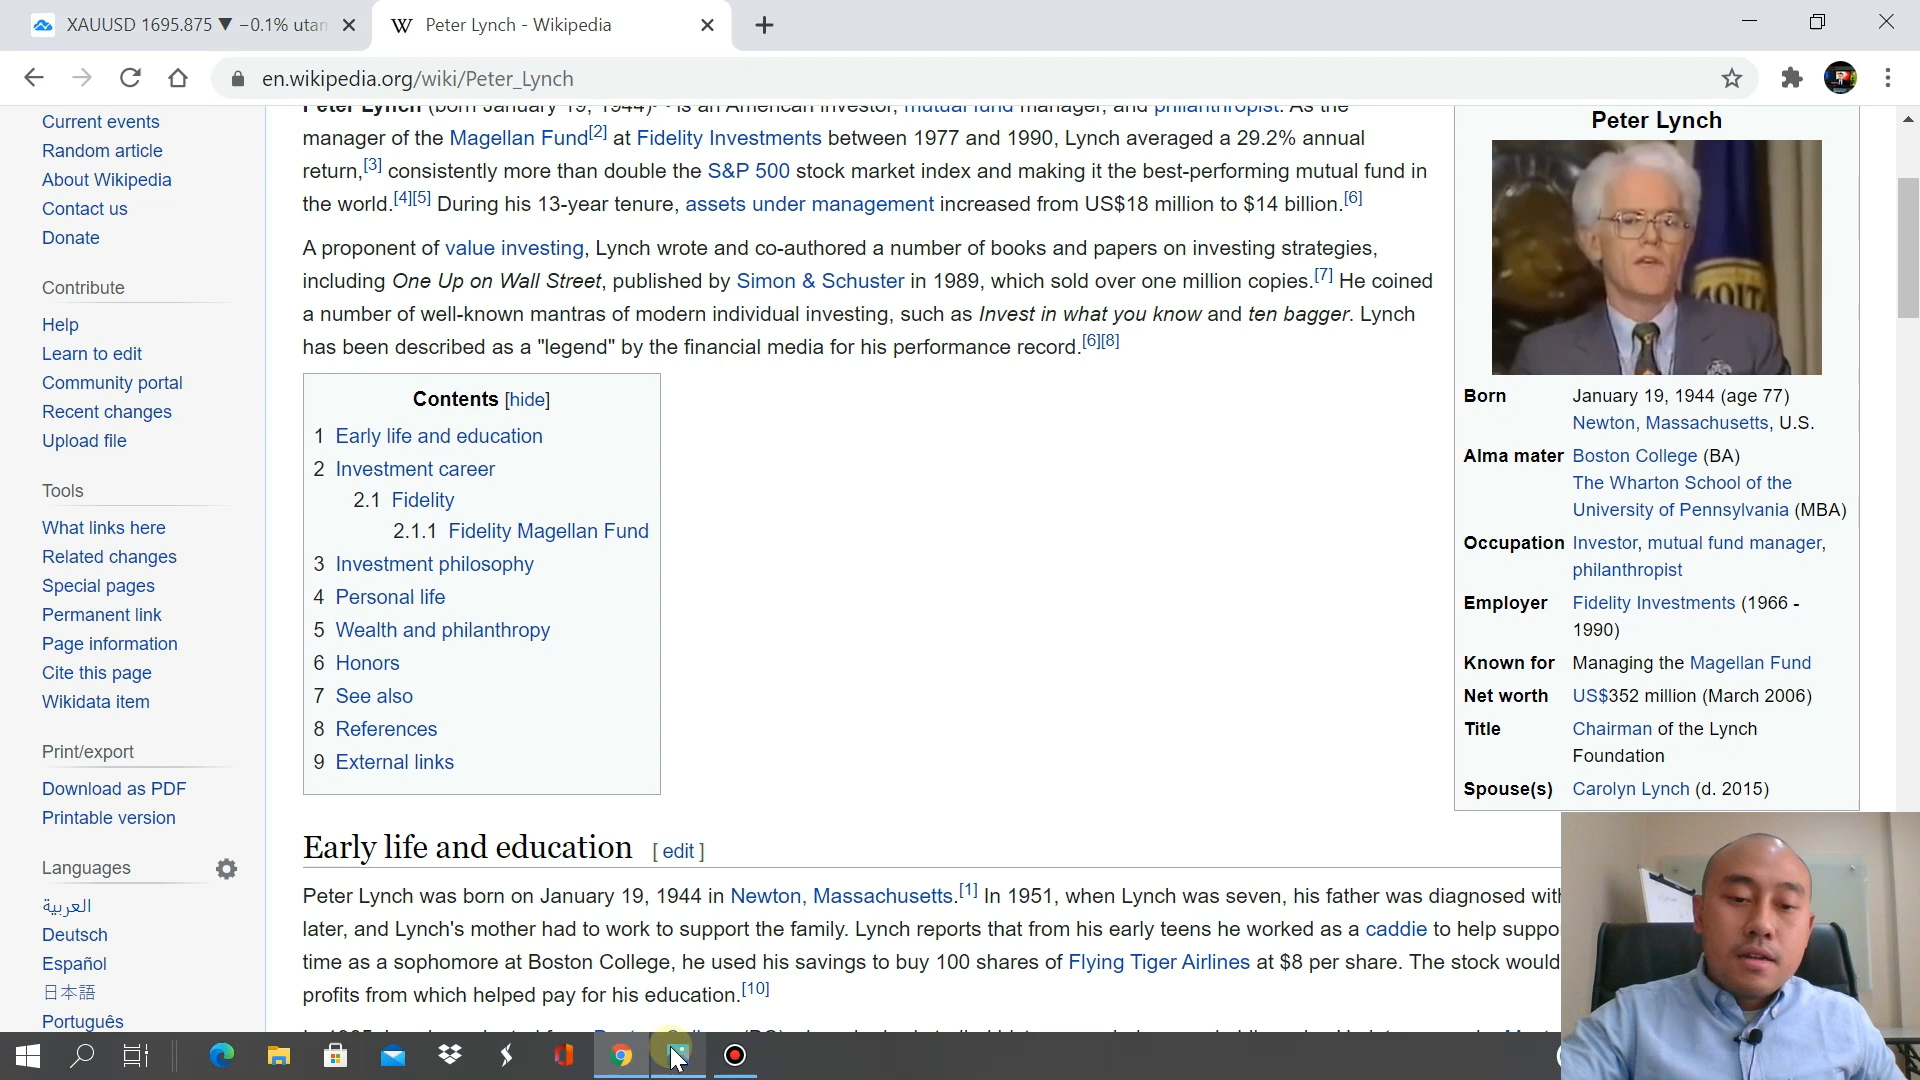 XAUUSD 1695.875 ▼ −0.1% utan
Peter Lynch - Wikipedia
en.wikipedia.org/wiki/Peter_Lynch
Current events
Random article
About Wikipedia
Contact us
Donate
Contribute
Help
Learn to edit
Community portal
Recent changes
Upload file
Tools
What links here
Related changes
Special pages
Permanent link
Page information
Cite this page
Wikidata item
Print/export
Download as PDF
Printable version
Languages
العربية
Deutsch
Español
日本語
Português
Peter Lynch (born January 19, 1944) is an American investor, mutual fund manager, and philanthropist. As the
manager of the Magellan Fund[2] at Fidelity Investments between 1977 and 1990, Lynch averaged a 29.2% annual
return,[3] consistently more than double the S&P 500 stock market index and making it the best-performing mutual fund in
the world.[4][5] During his 13-year tenure, assets under management increased from US$18 million to $14 billion.[6]
A proponent of value investing, Lynch wrote and co-authored a number of books and papers on investing strategies,
including One Up on Wall Street, published by Simon & Schuster in 1989, which sold over one million copies.[7] He coined
a number of well-known mantras of modern individual investing, such as Invest in what you know and ten bagger. Lynch
has been described as a "legend" by the financial media for his performance record.[6][8]
Contents [hide]
1 Early life and education
2 Investment career
2.1 Fidelity
2.1.1 Fidelity Magellan Fund
3 Investment philosophy
4 Personal life
5 Wealth and philanthropy
6 Honors
7 See also
8 References
9 External links
Early life and education [ edit ]
Peter Lynch was born on January 19, 1944 in Newton, Massachusetts.[1] In 1951, when Lynch was seven, his father was diagnosed with
later, and Lynch's mother had to work to support the family. Lynch reports that from his early teens he worked as a caddie to help suppo
time as a sophomore at Boston College, he used his savings to buy 100 shares of Flying Tiger Airlines at $8 per share. The stock would
profits from which helped pay for his education.[10]
Peter Lynch
Born January 19, 1944 (age 77)
Newton, Massachusetts, U.S.
Alma mater Boston College (BA)
The Wharton School of the
University of Pennsylvania (MBA)
Occupation Investor, mutual fund manager,
philanthropist
Employer Fidelity Investments (1966 -
1990)
Known for Managing the Magellan Fund
Net worth US$352 million (March 2006)
Title Chairman of the Lynch
Foundation
Spouse(s) Carolyn Lynch (d. 2015)